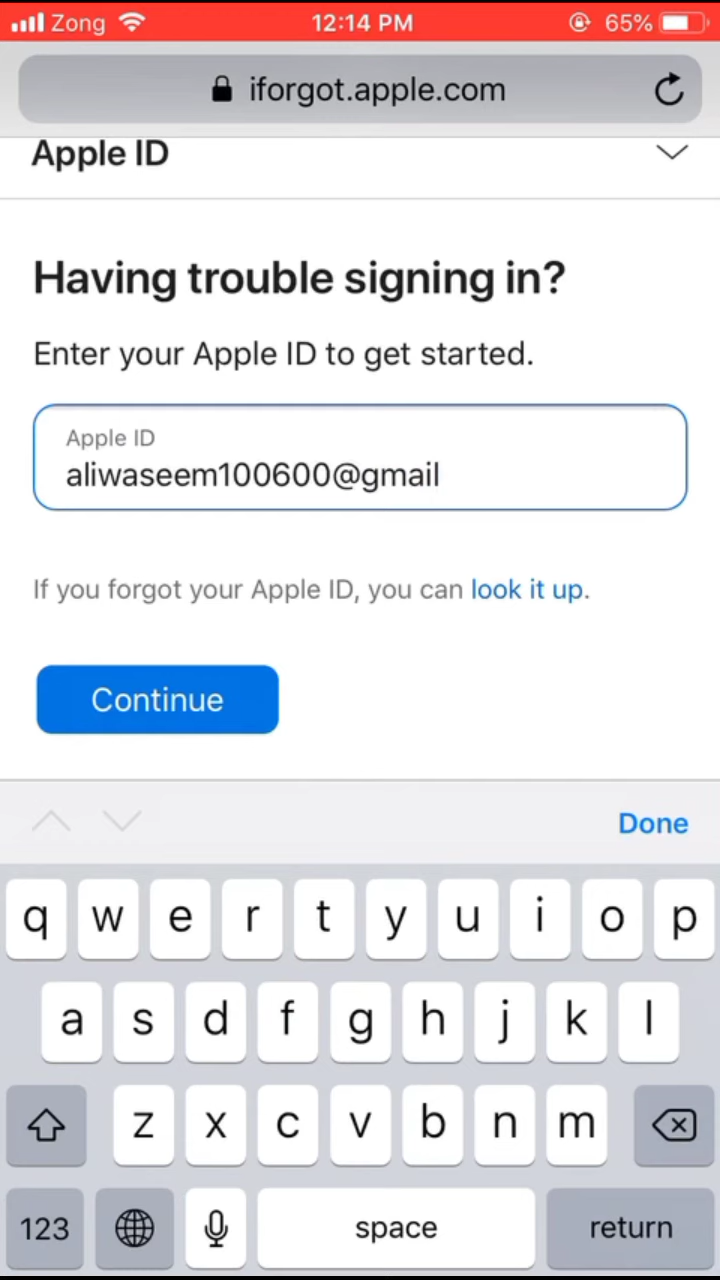 Zong 12:14 PM 65%
iforgot.apple.com
Apple ID
Having trouble signing in?
Enter your Apple ID to get started.
Apple ID
aliwaseem100600@gmail
If you forgot your Apple ID, you can look it up.
Continue
Done
q w e r t y u i o p
a s d f g h j k l
z x c v b n m
123 space return